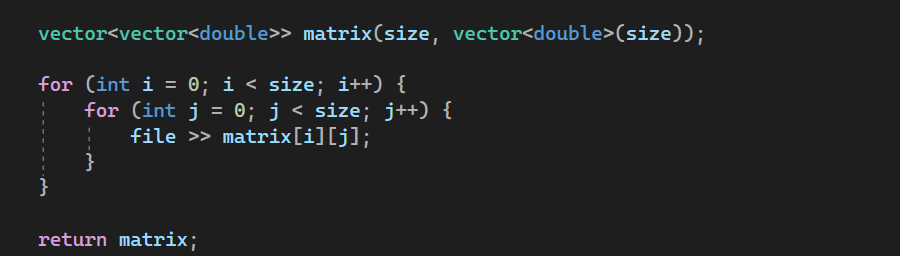 vector<vector<double>> matrix(size, vector<double>(size));
for (int i = 0; i < size; i++) {
for (int j = 0; j < size; j++) {
file >> matrix[i][j];
}
}
return matrix;